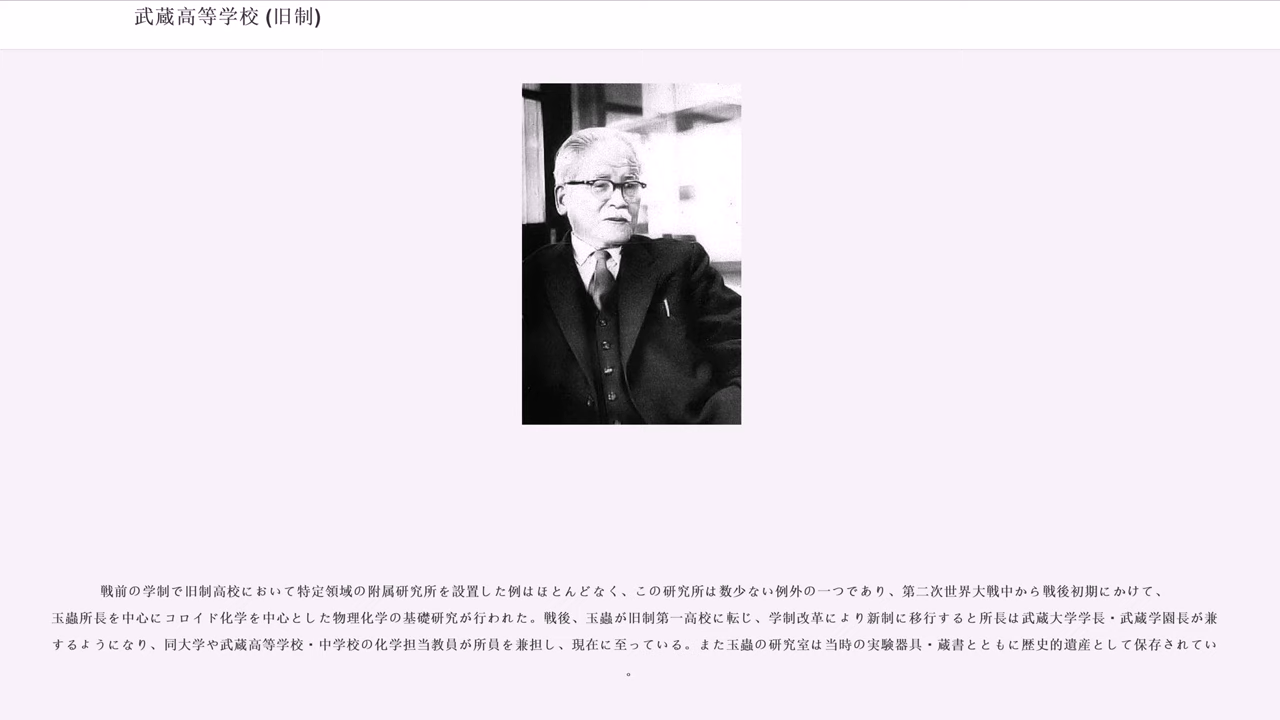 武蔵高等学校 (旧制)
戦前の学制で旧制高校において特定領域の附属研究所を設置した例はほとんどなく、この研究所は数少ない例外の一つであり、第二次世界大戦中から戦後初期にかけて、
玉蟲所長を中心にコロイド化学を中心とした物理化学の基礎研究が行われた。戦後、玉蟲が旧制第一高校に転じ、学制改革により新制に移行すると所長は武蔵大学学長・武蔵学園長が兼
するようになり、同大学や武蔵高等学校・中学校の化学担当教員が所員を兼担し、現在に至っている。また玉蟲の研究室は当時の実験器具・蔵書とともに歴史的遺産として保存されてい
。